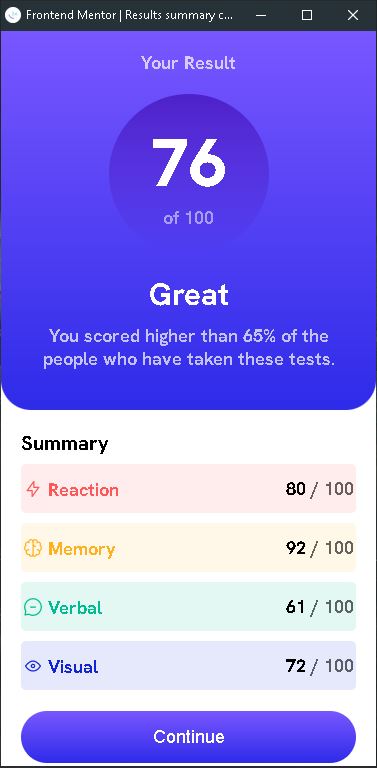 Frontend Mentor | Results summary c...
Your Result
76
of 100
Great
You scored higher than 65% of the
people who have taken these tests.
Summary
Reaction 80 / 100
Memory 92 / 100
Verbal 61 / 100
Visual 72 / 100
Continue